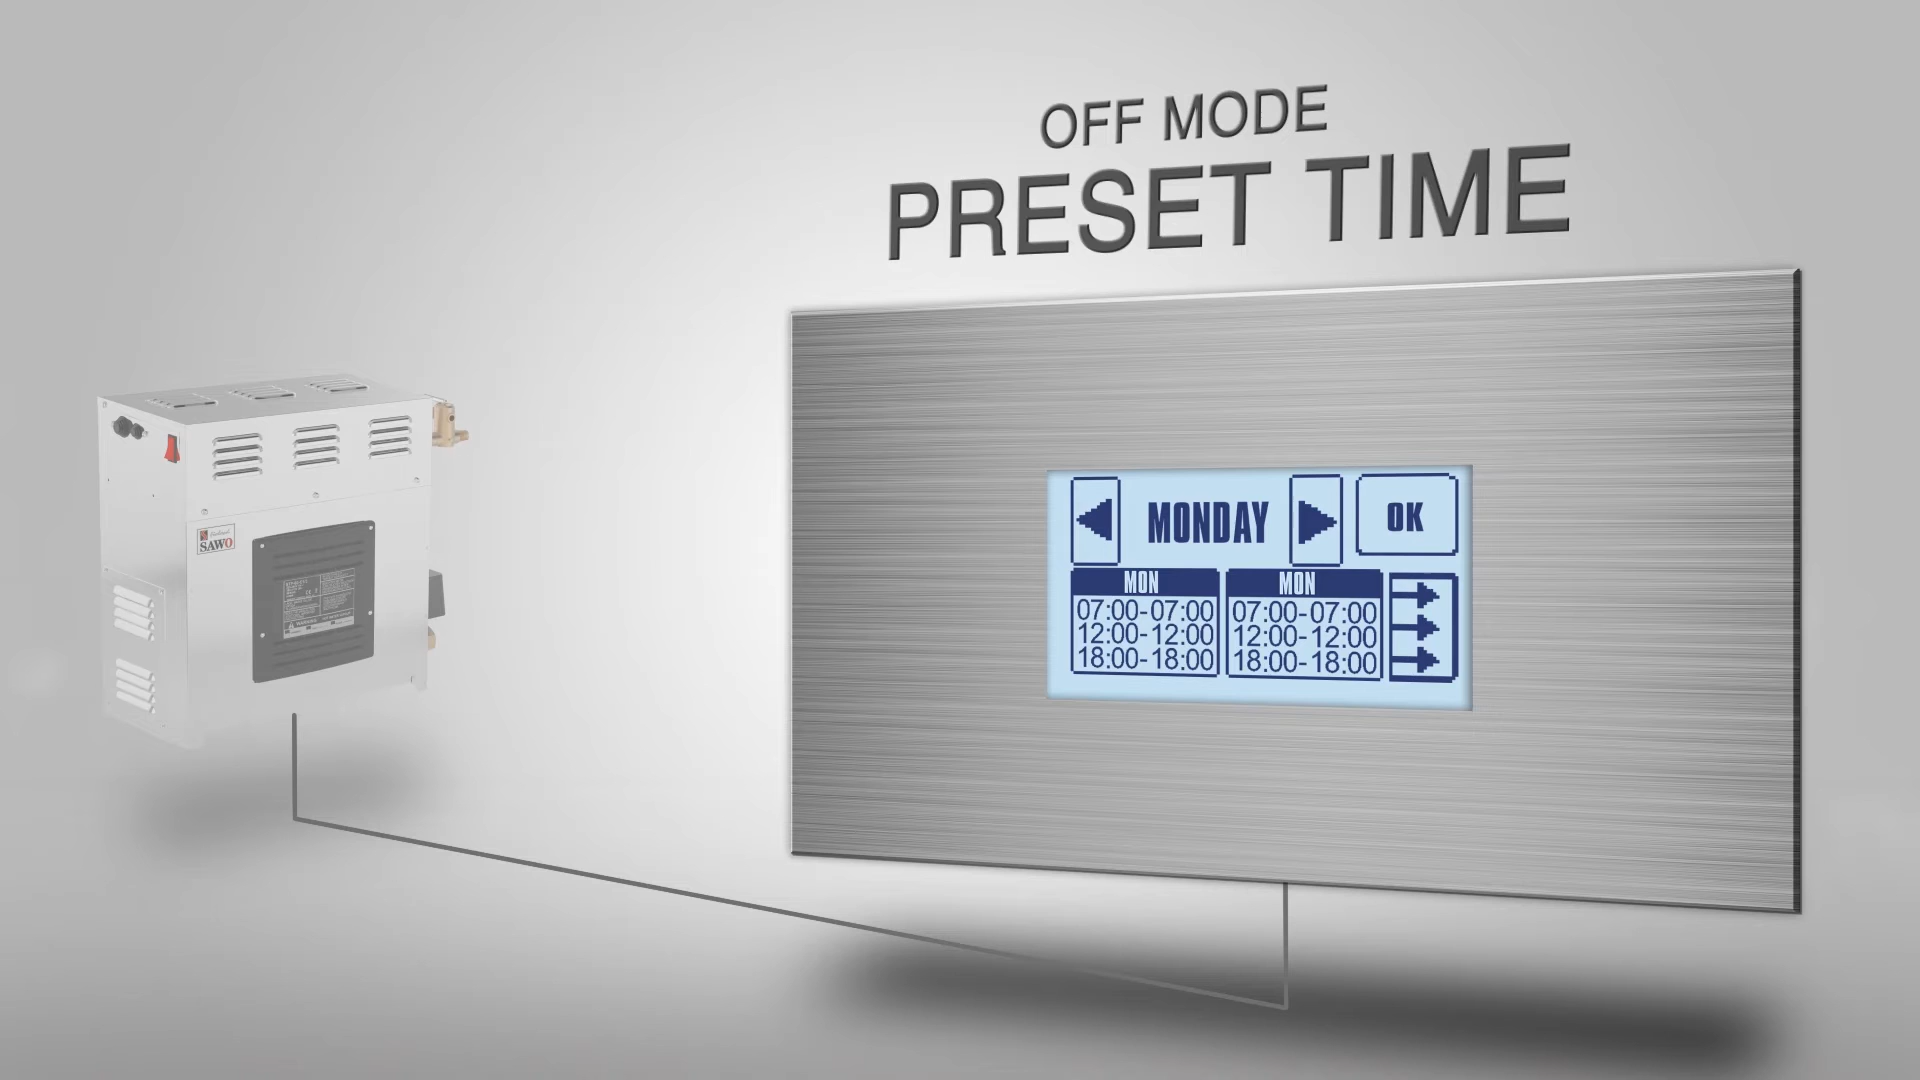 OFF MODE
PRESET TIME
MONDAY
OK
MON
07:00-07:00
12:00-12:00
18:00-18:00
MON
07:00-07:00
12:00-12:00
18:00-18:00
SAWO
WARNING